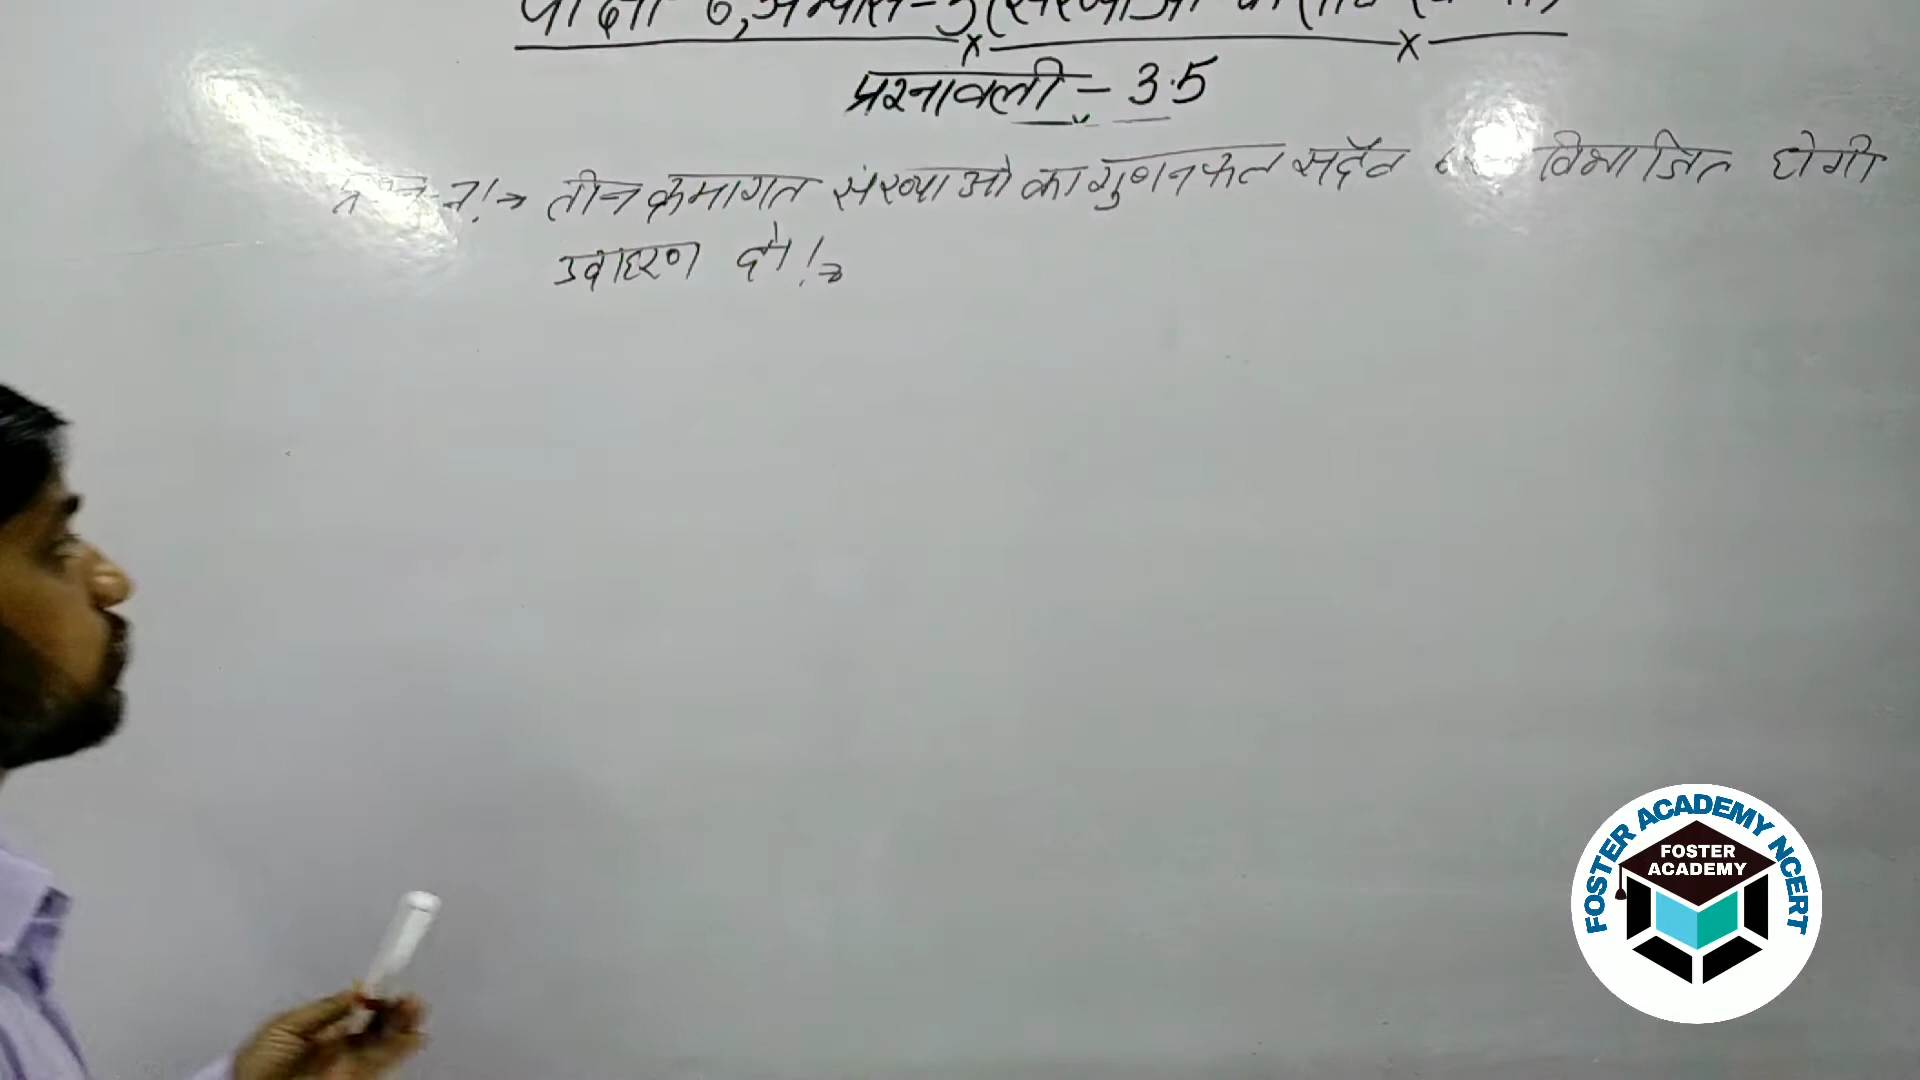 प्रश्नावली - 3.5
तीन क्रमागत संख्याओ का गुणनफल सदैव विभाजित होगी
उदाहरण दो।→
FOSTER ACADEMY NCERT
FOSTER
ACADEMY